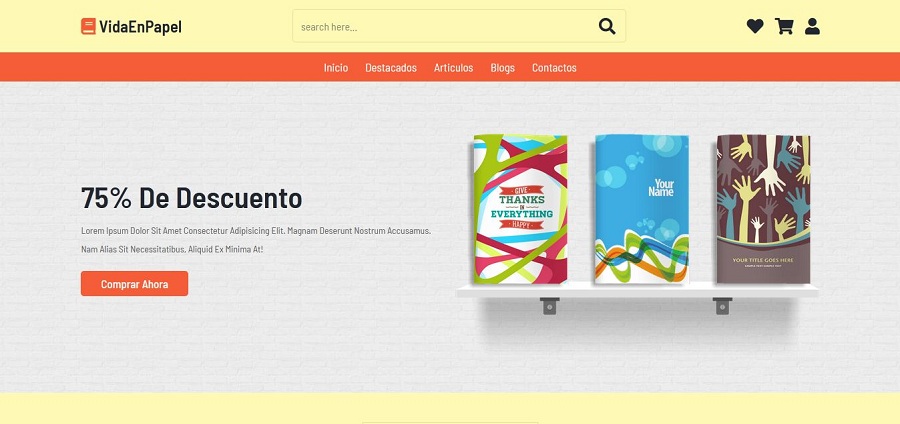 VidaEnPapel
search here...
Inicio Destacados Articulos Blogs Contactos
75% De Descuento
Lorem Ipsum Dolor Sit Amet Consectetur Adipisicing Elit. Magnam Deserunt Nostrum Accusamus.
Nam Alias Sit Necessitatibus, Aliquid Ex Minima At!
Comprar Ahora
GIVE
THANKS
IN
EVERYTHING
HAPPY
Your
Name
YOUR TITLE GOES HERE